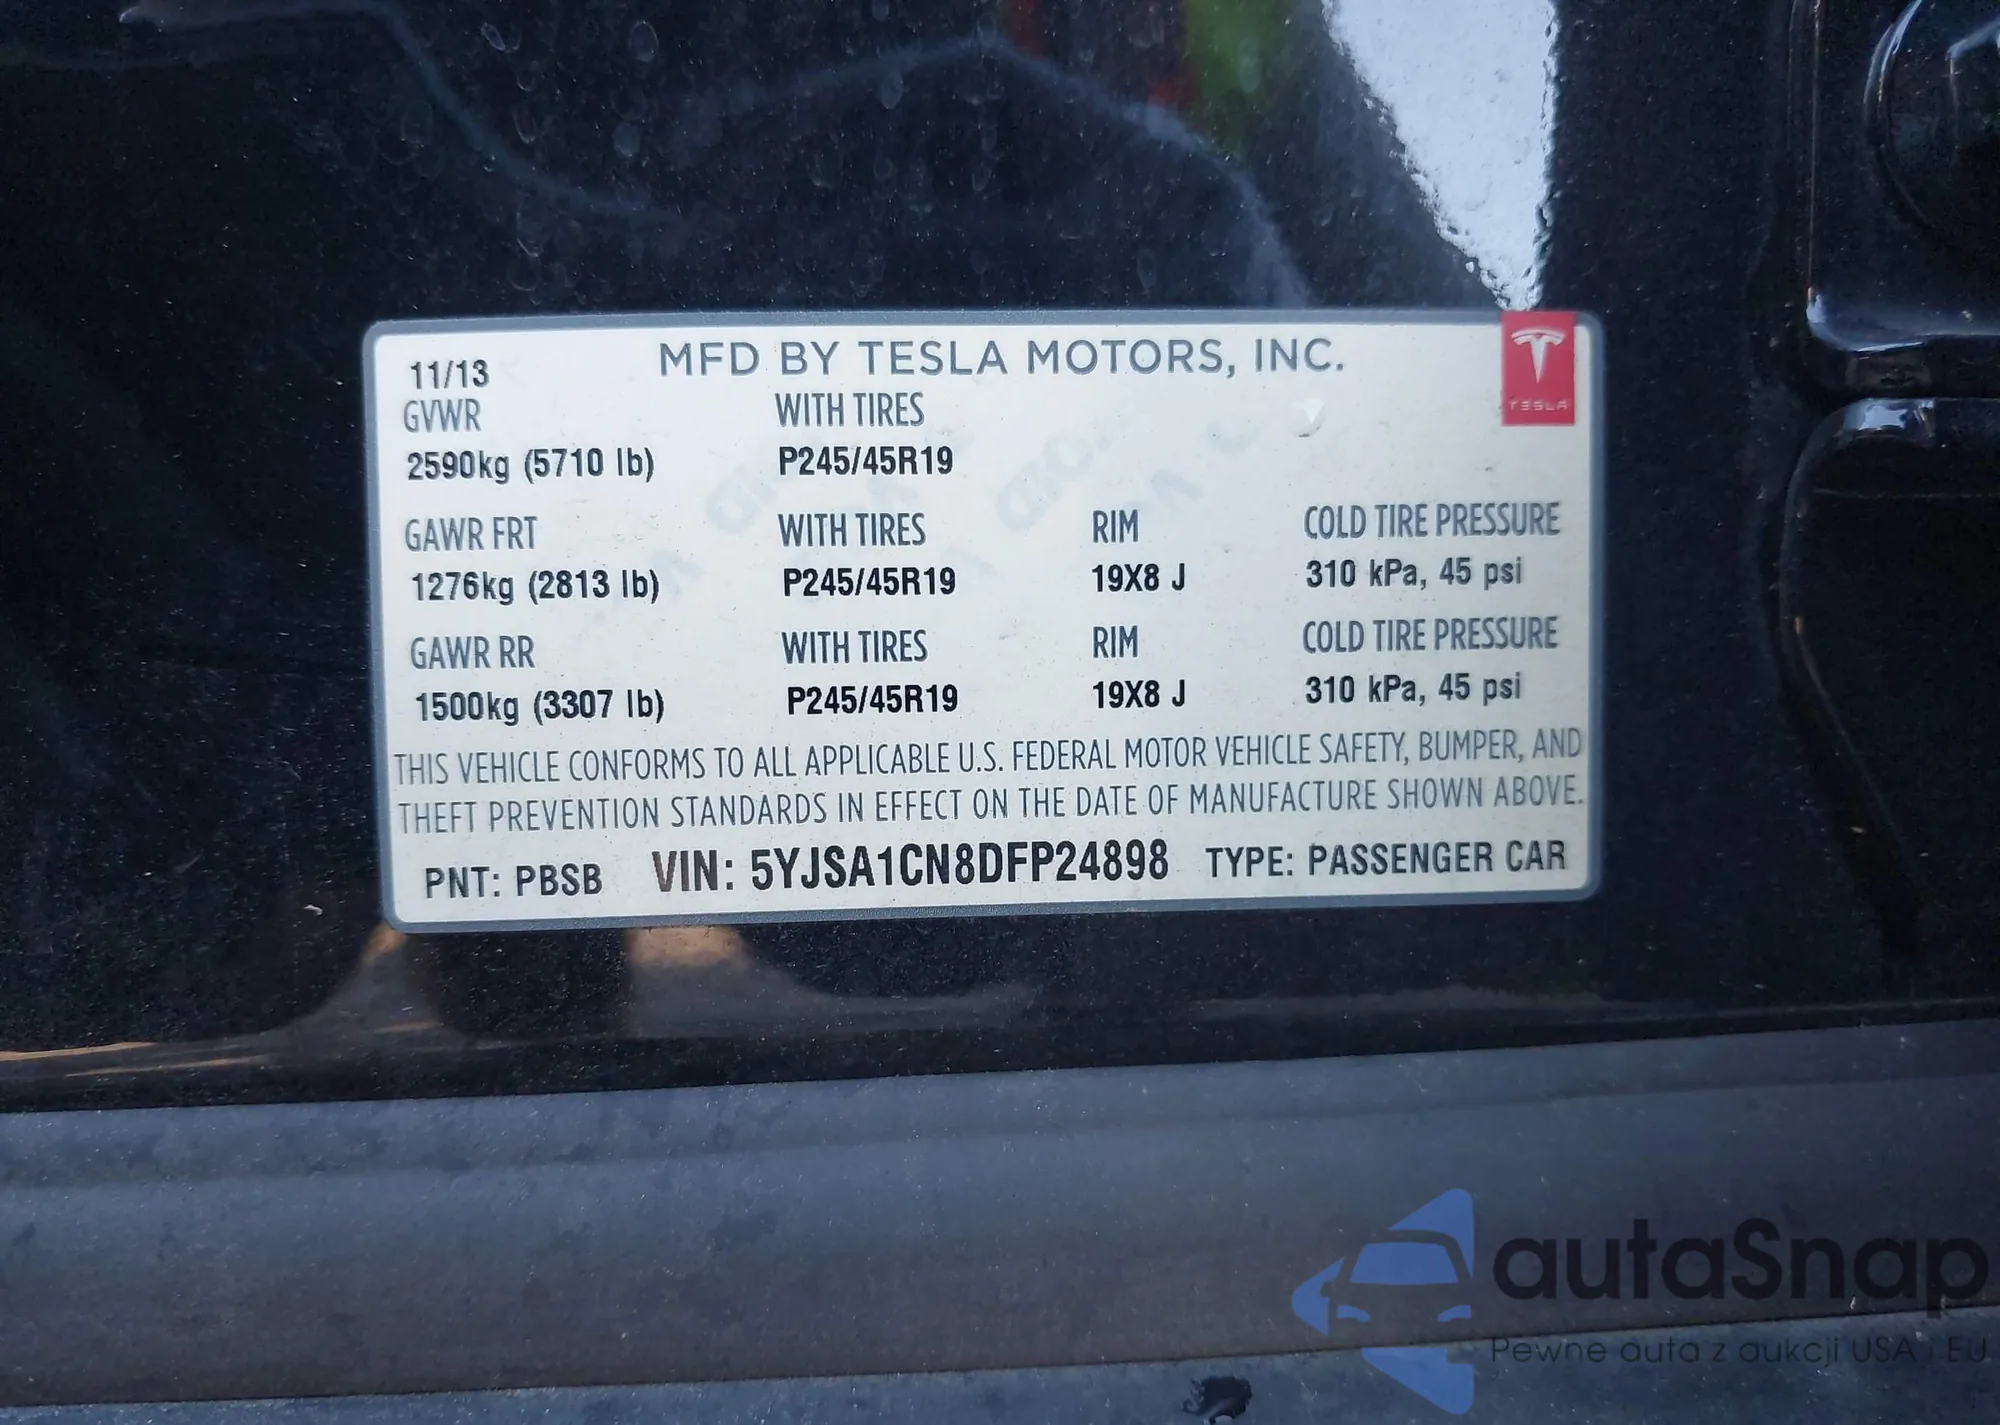 11/13 MFD BY TESLA MOTORS, INC.
TESLA
GVWR WITH TIRES
2590kg (5710 lb) P245/45R19
GAWR FRT WITH TIRES RIM COLD TIRE PRESSURE
1276kg (2813 lb) P245/45R19 19X8 J 310 kPa, 45 psi
GAWR RR WITH TIRES RIM COLD TIRE PRESSURE
1500kg (3307 lb) P245/45R19 19X8 J 310 kPa, 45 psi
THIS VEHICLE CONFORMS TO ALL APPLICABLE U.S. FEDERAL MOTOR VEHICLE SAFETY, BUMPER, AND
THEFT PREVENTION STANDARDS IN EFFECT ON THE DATE OF MANUFACTURE SHOWN ABOVE.
PNT: PBSB VIN: 5YJSA1CN8DFP24898 TYPE: PASSENGER CAR
autaSnap
Pewne auta z aukcji USA i EU